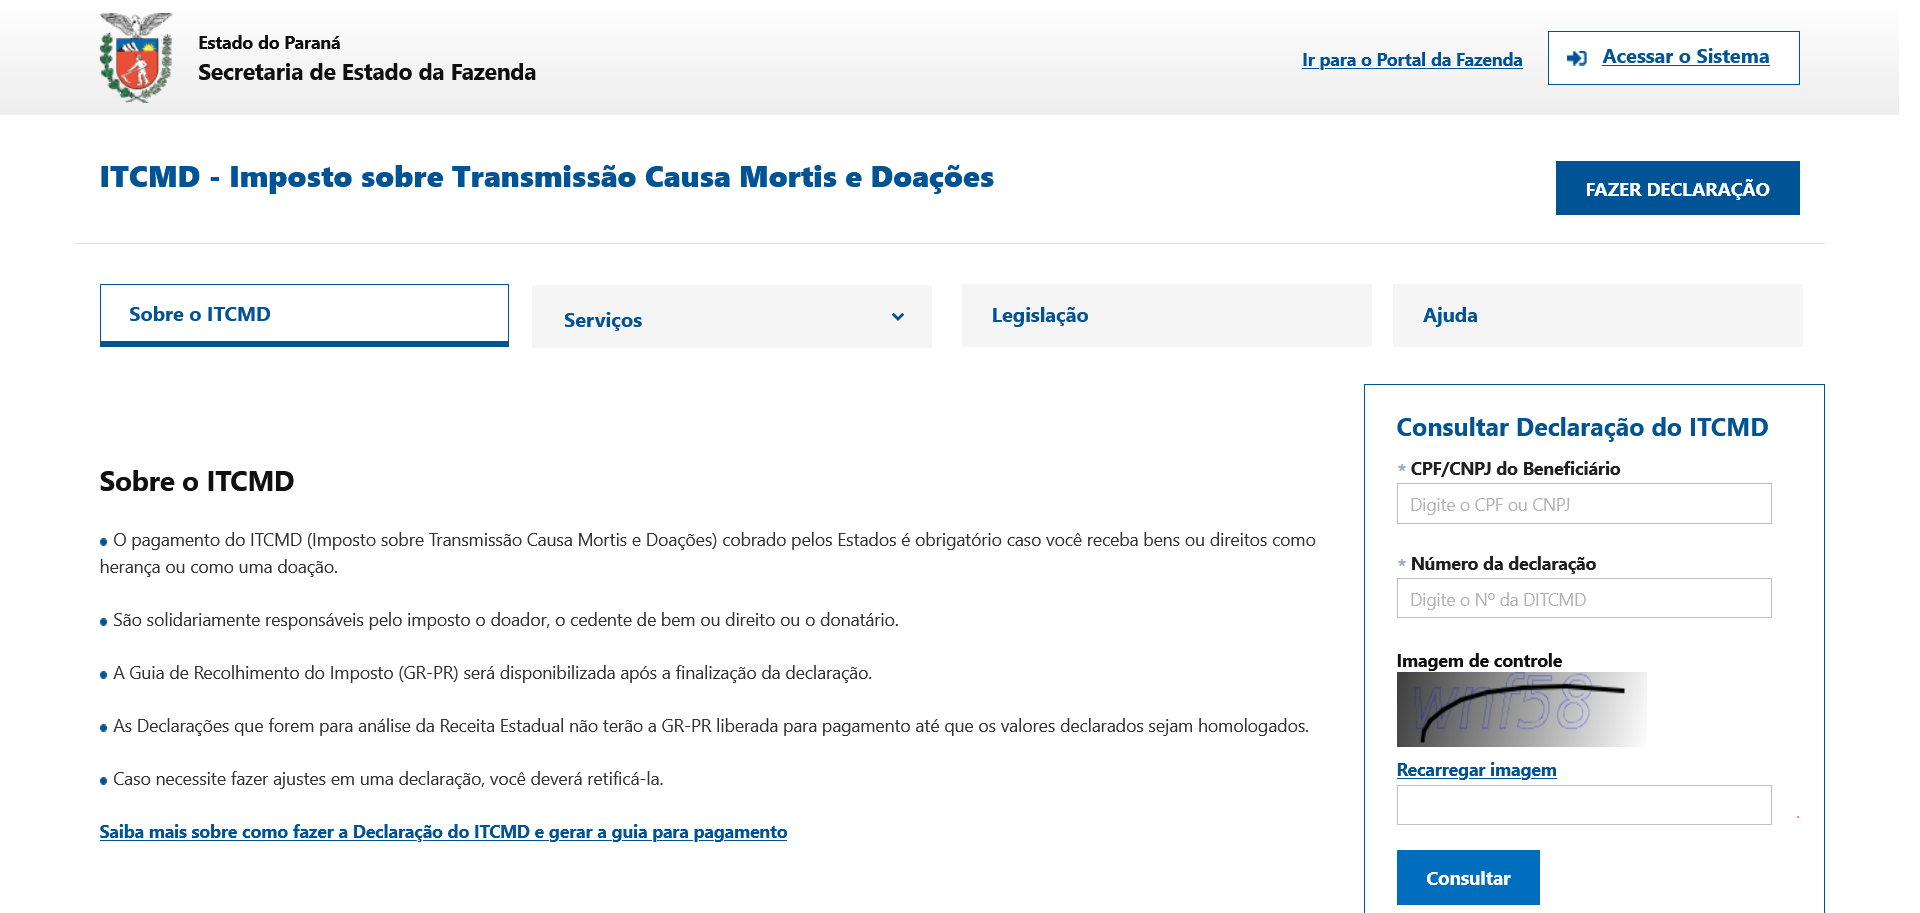 Estado do Paraná
Secretaria de Estado da Fazenda
Ir para o Portal da Fazenda
Acessar o Sistema
ITCMD - Imposto sobre Transmissão Causa Mortis e Doações
FAZER DECLARAÇÃO
Sobre o ITCMD
Serviços
Legislação
Ajuda
Sobre o ITCMD
• O pagamento do ITCMD (Imposto sobre Transmissão Causa Mortis e Doações) cobrado pelos Estados é obrigatório caso você receba bens ou direitos como
herança ou como uma doação.
• São solidariamente responsáveis pelo imposto o doador, o cedente de bem ou direito ou o donatário.
• A Guia de Recolhimento do Imposto (GR-PR) será disponibilizada após a finalização da declaração.
• As Declarações que forem para análise da Receita Estadual não terão a GR-PR liberada para pagamento até que os valores declarados sejam homologados.
• Caso necessite fazer ajustes em uma declaração, você deverá retificá-la.
Saiba mais sobre como fazer a Declaração do ITCMD e gerar a guia para pagamento
Consultar Declaração do ITCMD
* CPF/CNPJ do Beneficiário
Digite o CPF ou CNPJ
* Número da declaração
Digite o Nº da DITCMD
Imagem de controle
wnf58
Recarregar imagem
Consultar